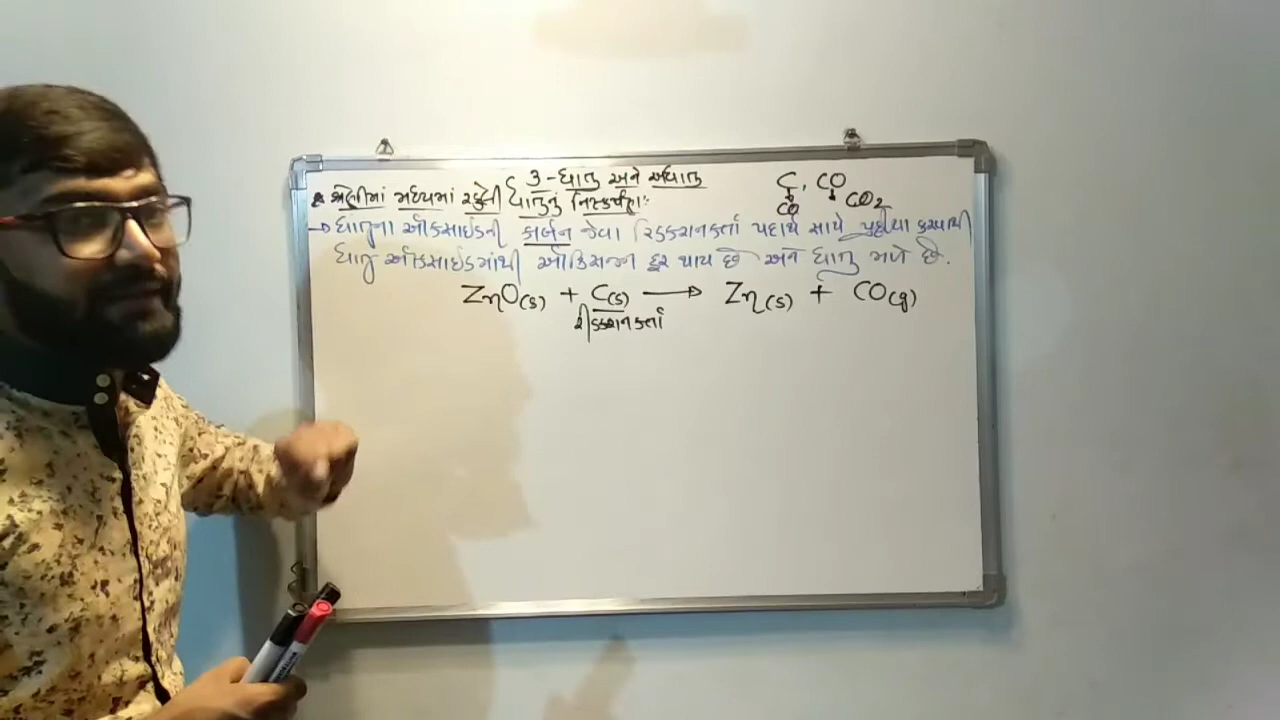 3-ધાતુ અને અધાતુ
C, CO
↓ ↓
CO CO₂
* શ્રેણીમાં મધ્યમાં રહેલી ધાતુનું નિષ્કર્ષણ:
→ ધાતુના ઓક્સાઇડની કાર્બન જેવા રિડક્શનકર્તા પદાર્થ સાથે પ્રક્રીયા કરવાથી
ધાતુ ઓક્સાઇડમાંથી ઓક્સિજન દૂર થાય છે અને ધાતુ મળે છે.
ZnO(s) + C(s) ⟶ Zn(s) + CO(g)
રીડક્શનકર્તા